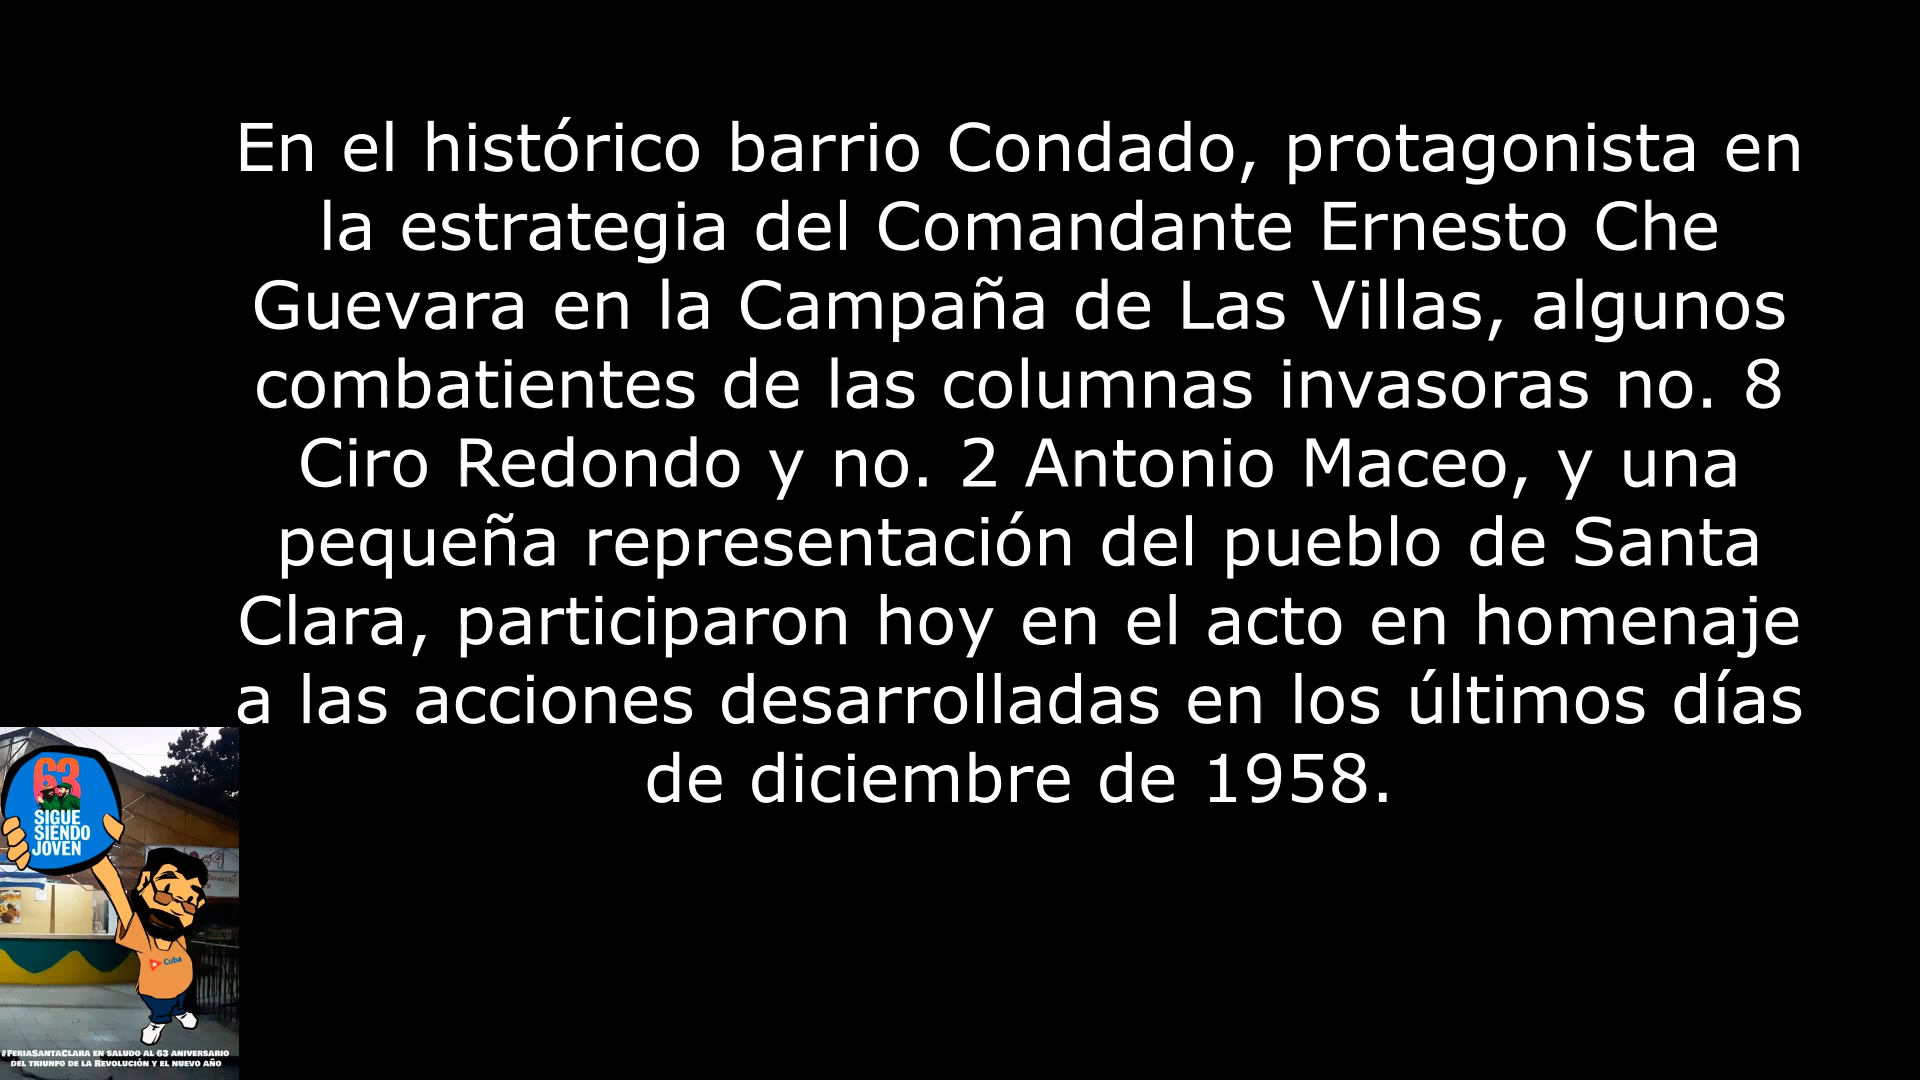 En el histórico barrio Condado, protagonista en
la estrategia del Comandante Ernesto Che
Guevara en la Campaña de Las Villas, algunos
combatientes de las columnas invasoras no. 8
Ciro Redondo y no. 2 Antonio Maceo, y una
pequeña representación del pueblo de Santa
Clara, participaron hoy en el acto en homenaje
a las acciones desarrolladas en los últimos días
de diciembre de 1958.
63
SIGUE
SIENDO
JOVEN
Cuba
#FeriaSantaClara en saludo al 63 aniversario
del triunfo de la Revolución y el nuevo año